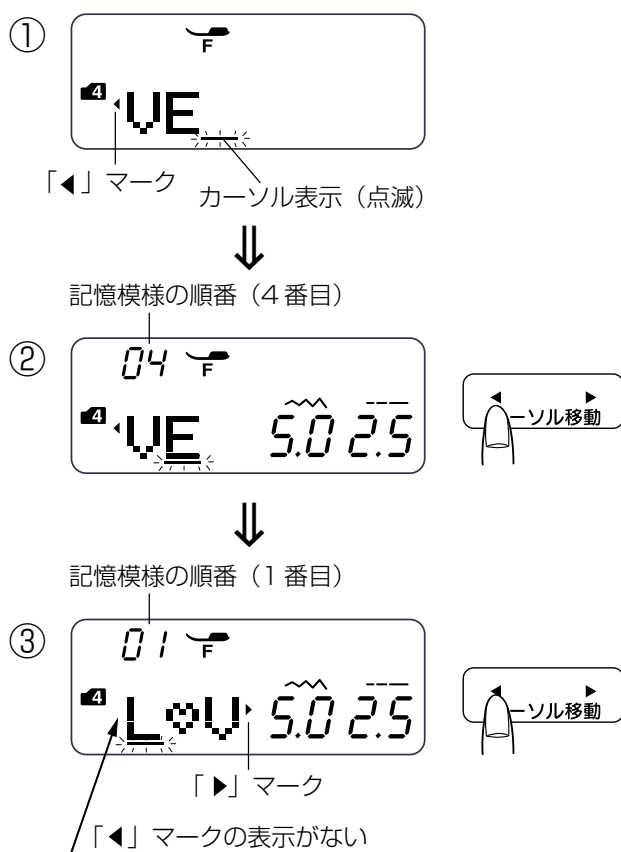 ①
F
4 ◀VE
「◀」マーク
カーソル表示（点滅）
⇓
記憶模様の順番（4番目）
②
04 F
4 ◀VE 5.0 2.5
◀ ▶
ーソル移動
⇓
記憶模様の順番（1番目）
③
01 F
4 L♡V▶ 5.0 2.5
◀ ▶
ーソル移動
「▶」マーク
「◀」マークの表示がない